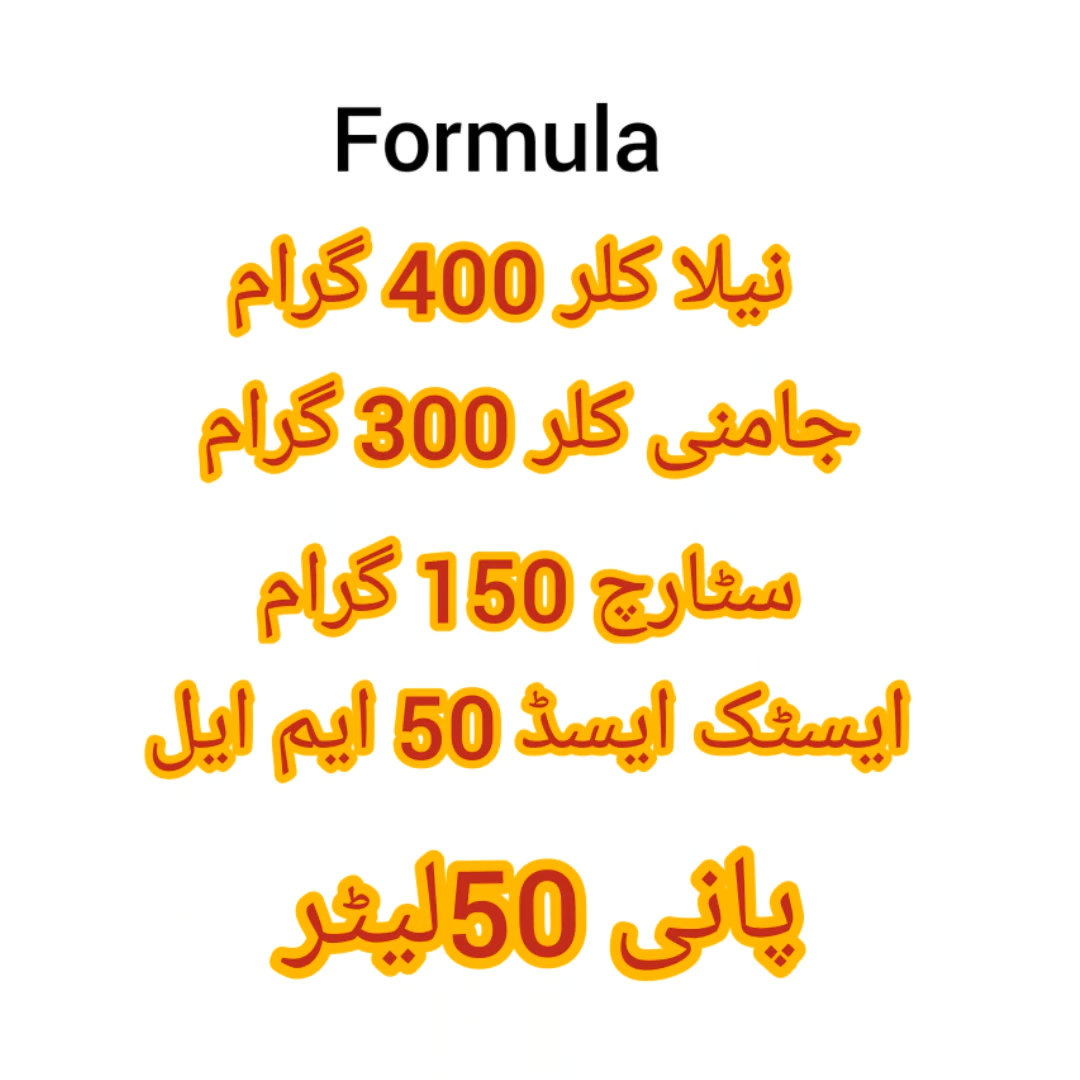 Formula
نیلا کلر 400 گرام
جامنی کلر 300 گرام
سٹارچ 150 گرام
ایسٹک ایسڈ 50 ایم ایل
پانی 50لیٹر